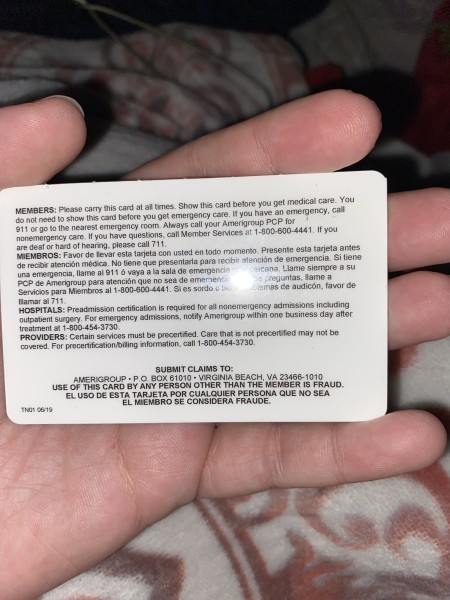 MEMBERS: Please carry this card at all times. Show this card before you get medical care. You
do not need to show this card before you get emergency care. If you have an emergency, call
911 or go to the nearest emergency room. Always call your Amerigroup PCP for
nonemergency care. If you have questions, call Member Services at 1-800-600-4441. If you
are deaf or hard of hearing, please call 711.
MIEMBROS: Favor de llevar esta tarjeta con usted en todo momento. Presente esta tarjeta antes
de recibir atención médica. No tiene que presentarla para recibir atención de emergencia. Si tiene
una emergencia, llame al 911 ó vaya a la sala de emergencia cercana. Llame siempre a su
PCP de Amerigroup para atención que no sea de preguntas, llame a
Servicios para Miembros al 1-800-600-4441. Si es sordo o problemas de audición, favor de
llamar al 711.
HOSPITALS: Preadmission certification is required for all nonemergency admissions including
outpatient surgery. For emergency admissions, notify Amerigroup within one business day after
treatment at 1-800-454-3730.
PROVIDERS: Certain services must be precertified. Care that is not precertified may not be
covered. For precertification/billing information, call 1-800-454-3730.
SUBMIT CLAIMS TO:
AMERIGROUP • P.O. BOX 61010 • VIRGINIA BEACH, VA 23466-1010
USE OF THIS CARD BY ANY PERSON OTHER THAN THE MEMBER IS FRAUD.
EL USO DE ESTA TARJETA POR CUALQUIER PERSONA QUE NO SEA
EL MIEMBRO SE CONSIDERA FRAUDE.
TN01 06/19